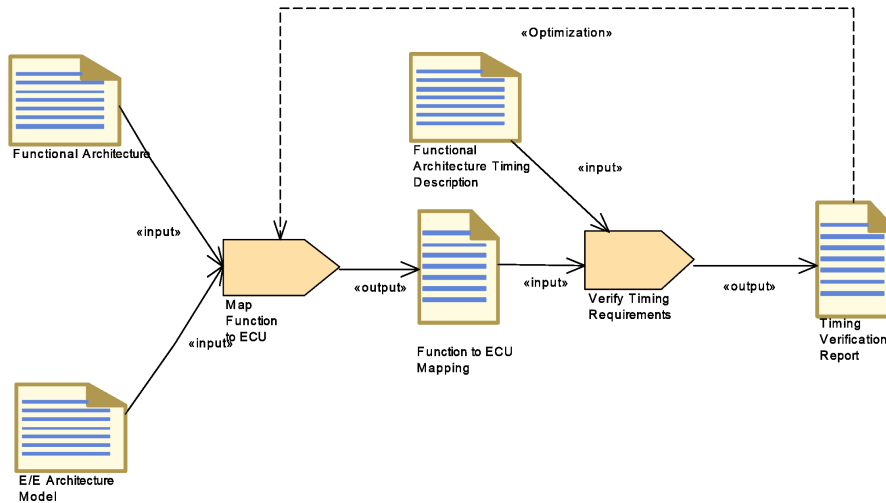 «Optimization»
Functional Architecture
Functional
Architecture Timing
Description
«input»
«input»
Map
Function
to ECU
«input»
«output»
Function to ECU
Mapping
«input»
Verify Timing
Requirements
«output»
Timing
Verification
Report
E/E Architecture
Model